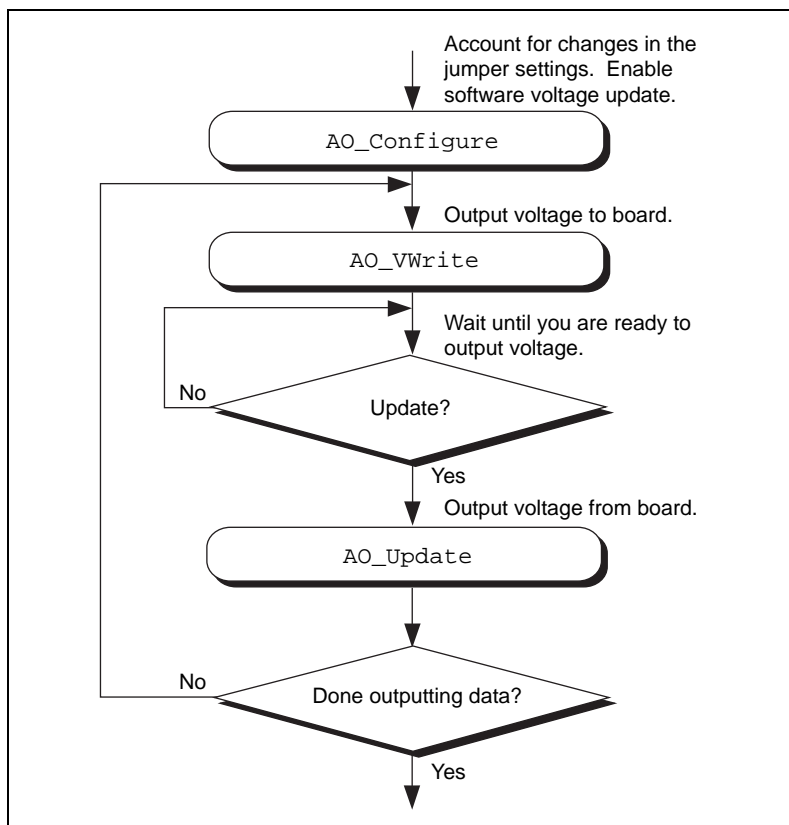 Account for changes in the
jumper settings.  Enable
software voltage update.
AO_Configure
Output voltage to board.
AO_VWrite
Wait until you are ready to
output voltage.
No
Update?
Yes
Output voltage from board.
AO_Update
No
Done outputting data?
Yes